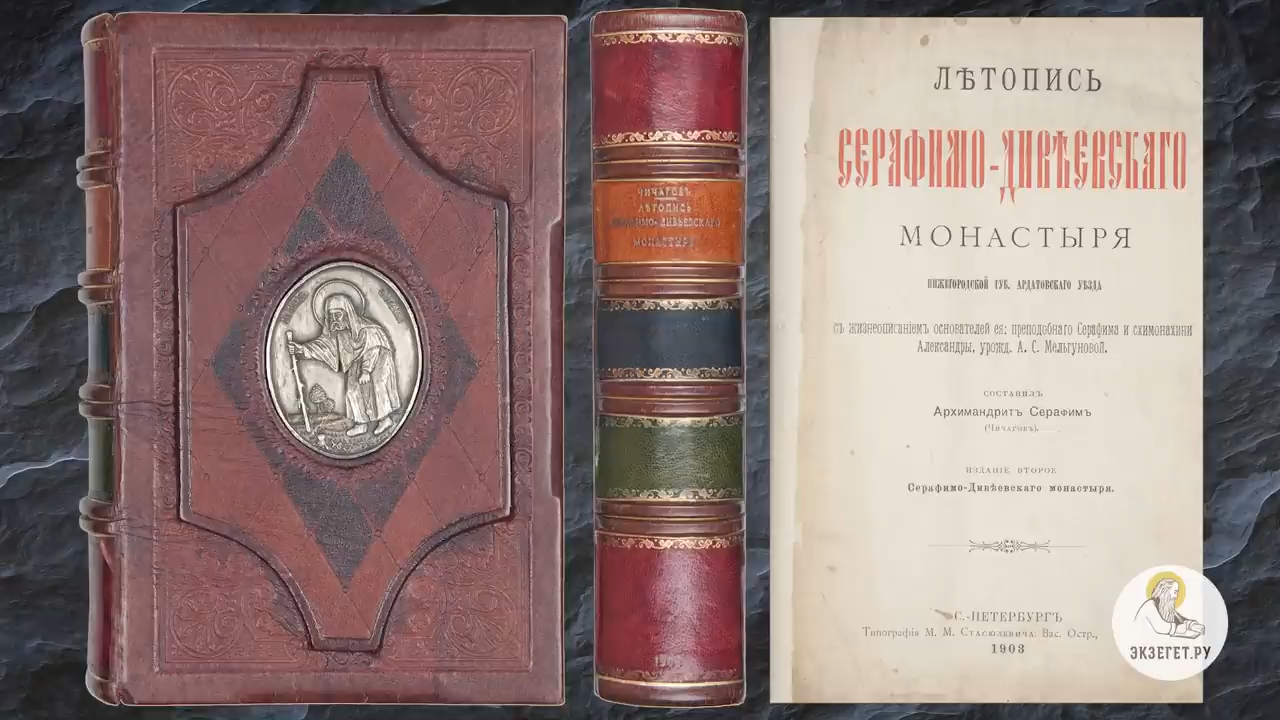 ЧИЧАГОВЪ
ЛѢТОПИСЬ
СЕРАФИМО-ДИВѢЕВСКАГО
МОНАСТЫРЯ
1903
ЛѢТОПИСЬ
СЕРАФИМО-ДИВѢЕВСКАГО
МОНАСТЫРЯ
НИЖЕГОРОДСКОЙ ГУБ. АРДАТОВСКАГО УѢЗДА
съ жизнеописаніемъ основателей ея: преподобнаго Серафима и схимонахини
Александры, урожд. А. С. Мельгуновой.
СОСТАВИЛЪ
Архимандритъ Серафимъ
(Чичаговъ).
ИЗДАНІЕ ВТОРОЕ
Серафимо-Дивѣевскаго монастыря.
С.-ПЕТЕРБУРГЪ
Типографія М. М. Стасюлевича. Вас. Остр.,
1903
ЭКЗЕГЕТ.РУ